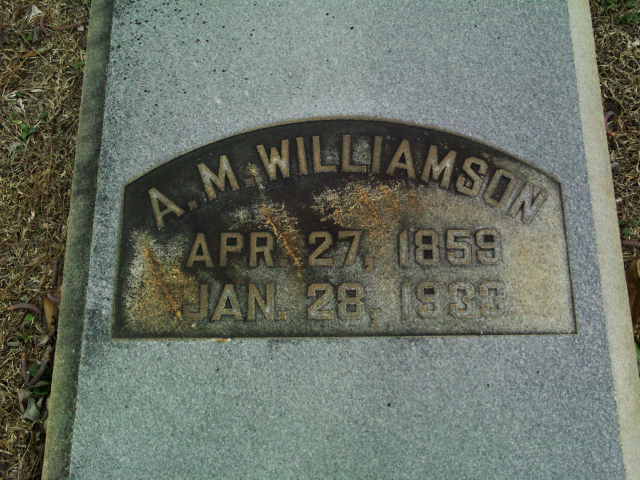 A. M. WILLIAMSON
APR. 27, 1859
JAN. 28, 1933